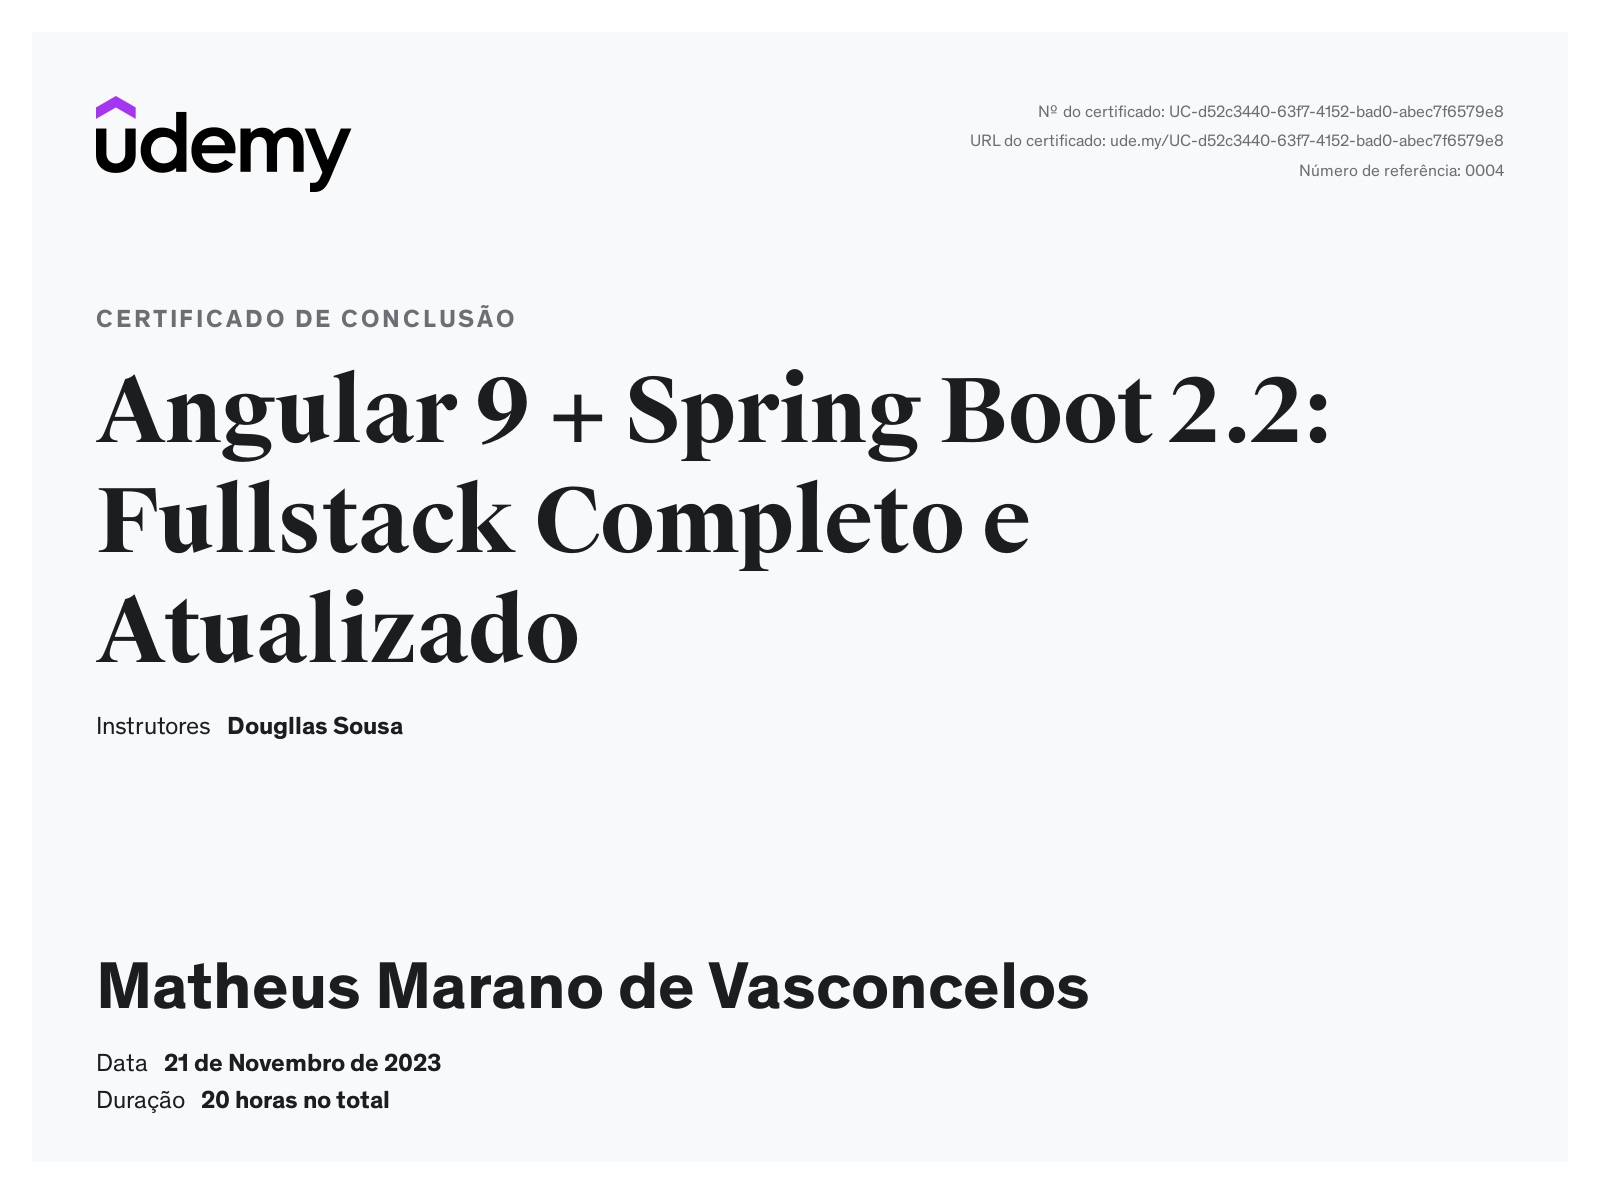 udemy
Nº do certificado: UC-d52c3440-63f7-4152-bad0-abec7f6579e8
URL do certificado: ude.my/UC-d52c3440-63f7-4152-bad0-abec7f6579e8
Número de referência: 0004
CERTIFICADO DE CONCLUSÃO
Angular 9 + Spring Boot 2.2:
Fullstack Completo e
Atualizado
Instrutores Dougllas Sousa
Matheus Marano de Vasconcelos
Data 21 de Novembro de 2023
Duração 20 horas no total